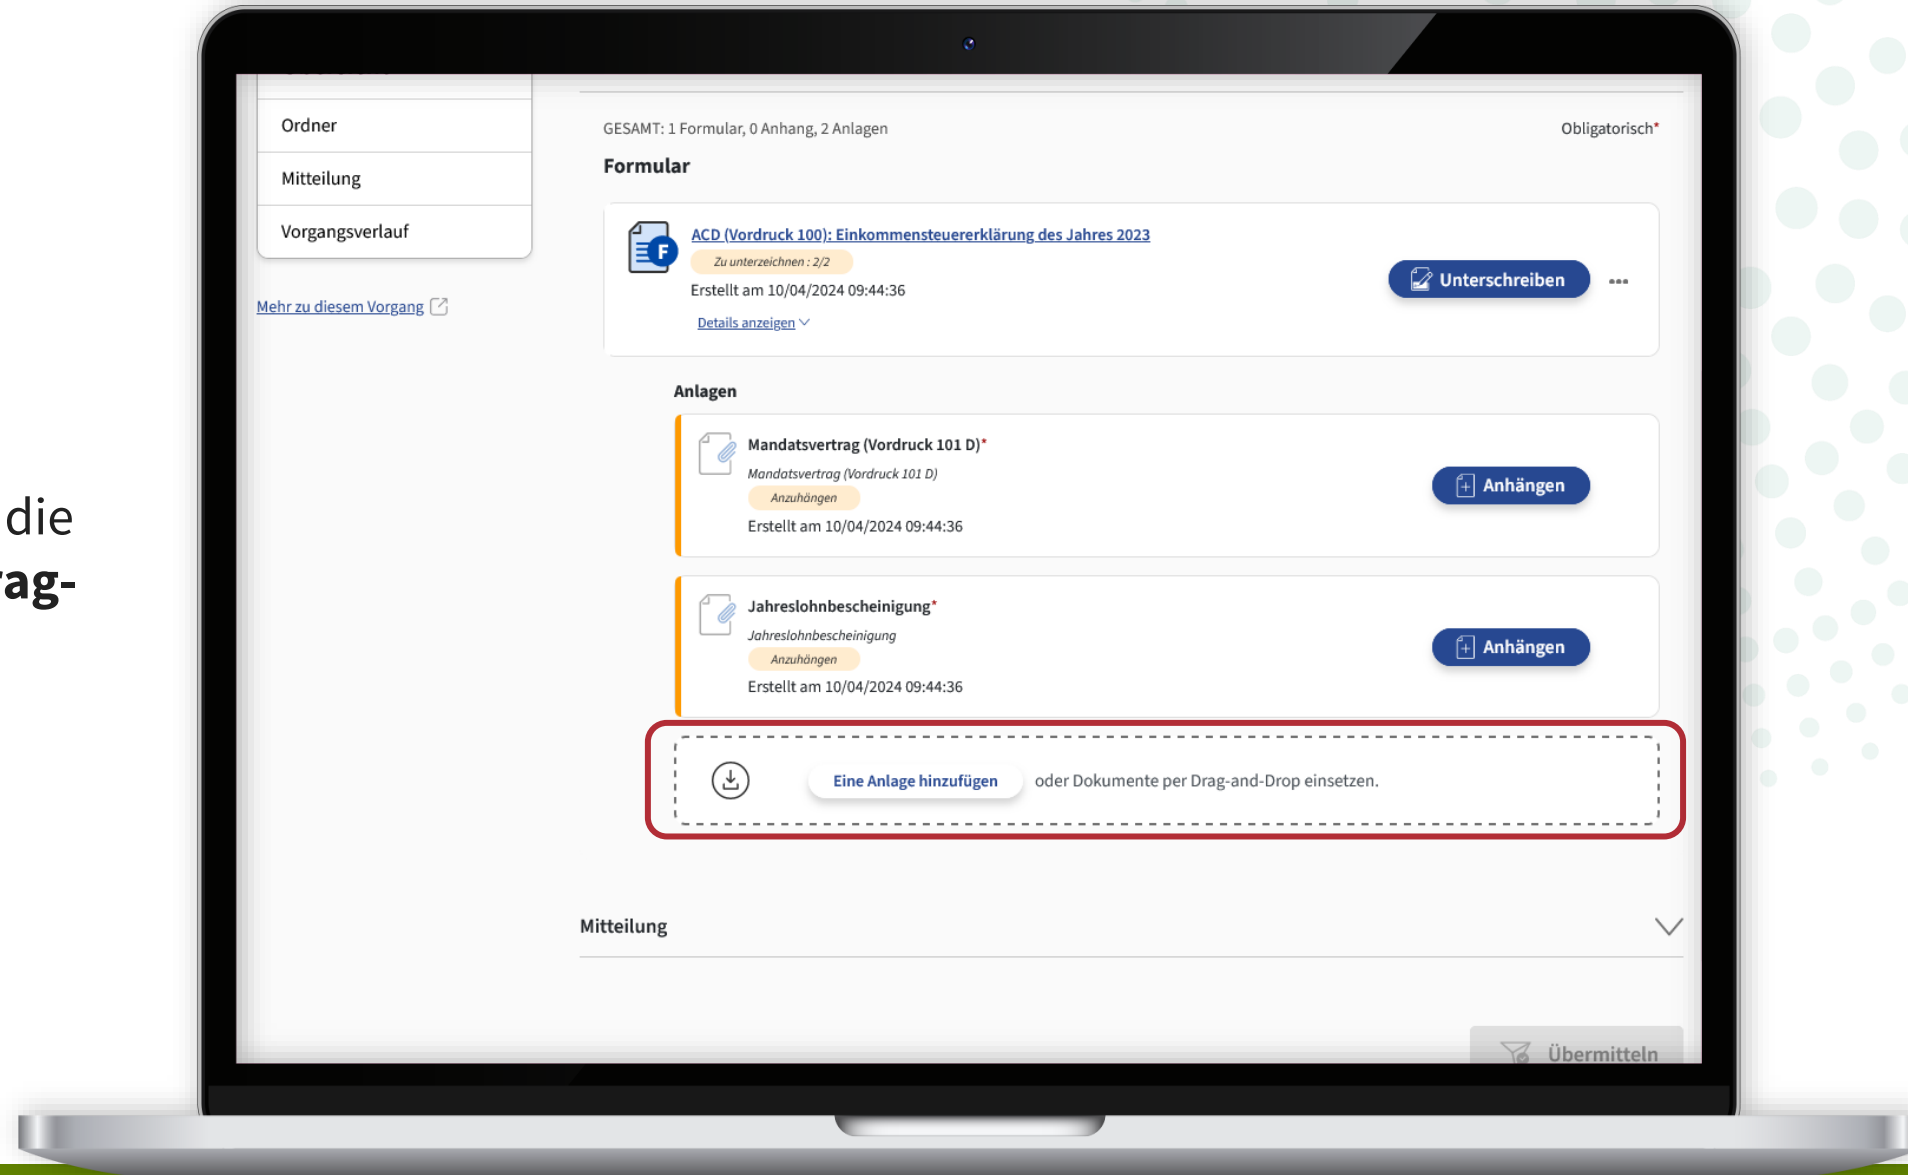 die
rag-
Ordner
Mitteilung
Vorgangsverlauf
Mehr zu diesem Vorgang
GESAMT: 1 Formular, 0 Anhang, 2 Anlagen
Obligatorisch*
Formular
F
ACD (Vordruck 100): Einkommensteuererklärung des Jahres 2023
Zu unterzeichnen : 2/2
Erstellt am 10/04/2024 09:44:36
Details anzeigen
Unterschreiben
Anlagen
Mandatsvertrag (Vordruck 101 D)*
Mandatsvertrag (Vordruck 101 D)
Anzuhängen
Erstellt am 10/04/2024 09:44:36
Anhängen
Jahreslohnbescheinigung*
Jahreslohnbescheinigung
Anzuhängen
Erstellt am 10/04/2024 09:44:36
Anhängen
Eine Anlage hinzufügen oder Dokumente per Drag-and-Drop einsetzen.
Mitteilung
Übermitteln